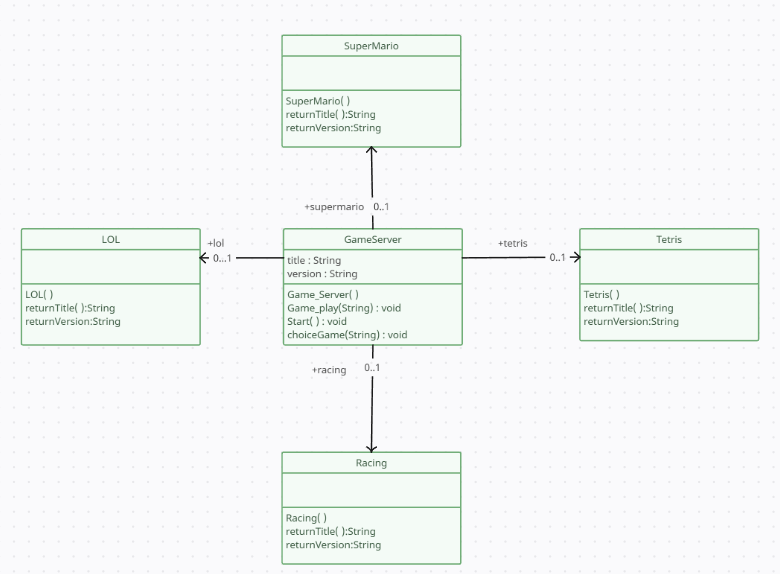 SuperMario
SuperMario( )
returnTitle( ):String
returnVersion:String
+supermario 0..1
LOL
LOL( )
returnTitle( ):String
returnVersion:String
+lol
0...1
GameServer
title : String
version : String
Game_Server( )
Game_play(String) : void
Start( ) : void
choiceGame(String) : void
+tetris
0..1
Tetris
Tetris( )
returnTitle( ):String
returnVersion:String
+racing 0..1
Racing
Racing( )
returnTitle( ):String
returnVersion:String